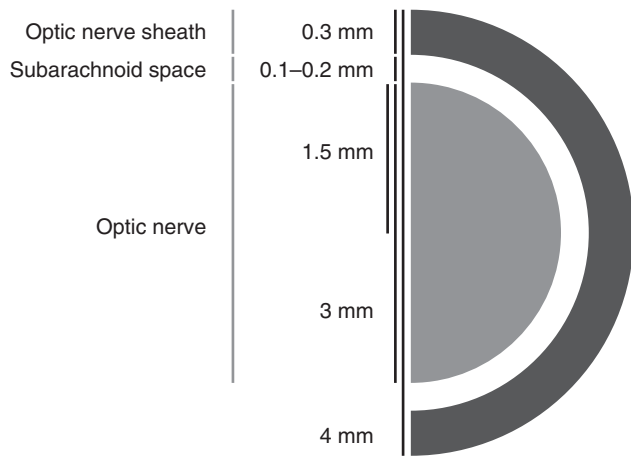 Optic nerve sheath 0.3 mm
Subarachnoid space 0.1–0.2 mm
1.5 mm
Optic nerve
3 mm
4 mm